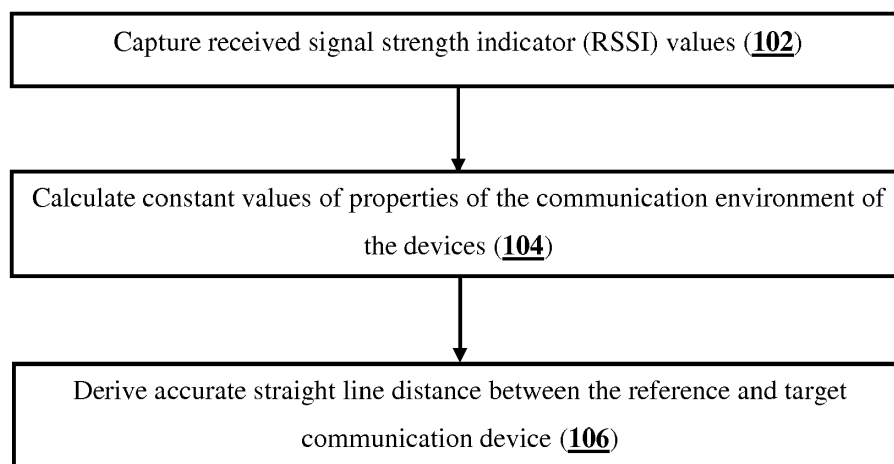 Capture received signal strength indicator (RSSI) values (102)
Calculate constant values of properties of the communication environment of
the devices (104)
Derive accurate straight line distance between the reference and target
communication device (106)